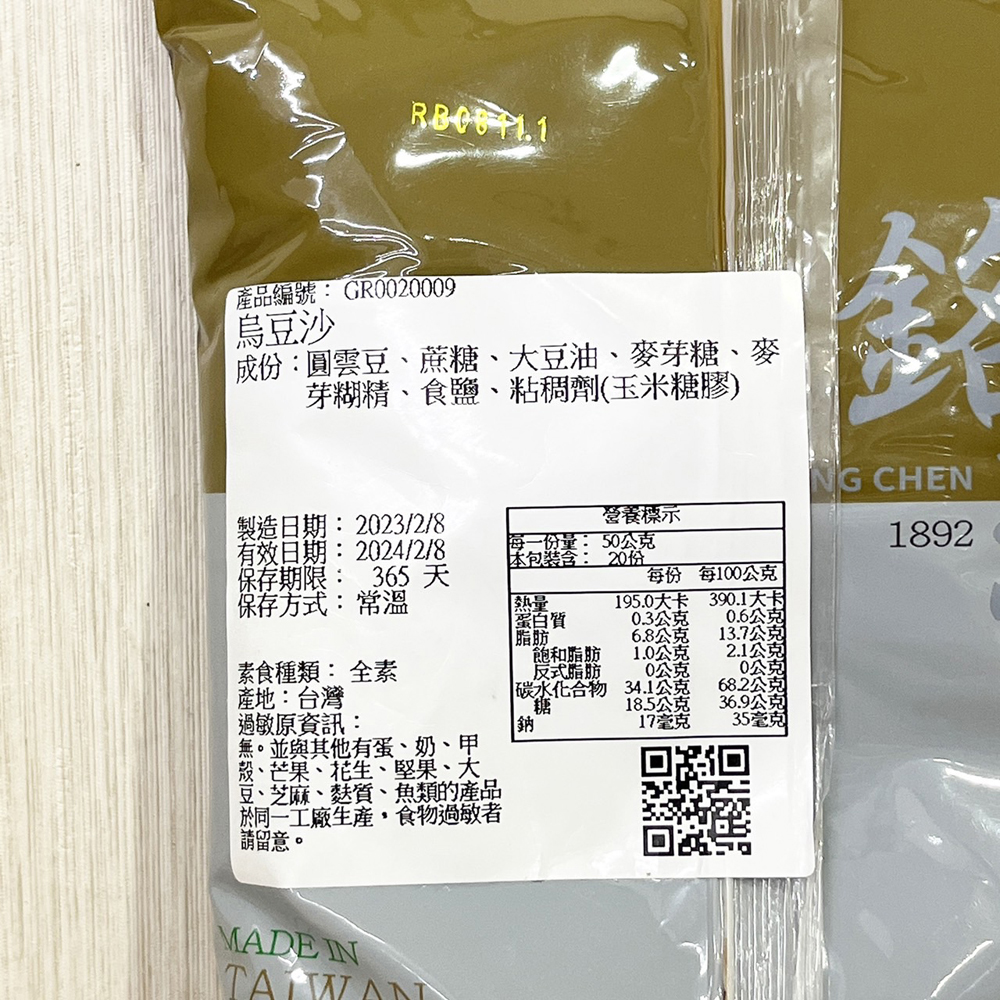 RB0811.1
產品編號： GR0020009
烏豆沙
成份：圓雲豆、蔗糖、大豆油、麥芽糖、麥
芽糊精、食鹽、粘稠劑(玉米糖膠)
製造日期： 2023/2/8
有效日期： 2024/2/8
保存期限： 365 天
保存方式： 常溫
素食種類： 全素
產地：台灣
過敏原資訊：
無。並與其他有蛋、奶、甲
殼、芒果、花生、堅果、大
豆、芝麻、麩質、魚類的產品
於同一工廠生產，食物過敏者
請留意。
營養標示
每一份量： 50公克
本包裝含： 20份
每份 每100公克
熱量 195.0大卡 390.1大卡
蛋白質 0.3公克 0.6公克
脂肪 6.8公克 13.7公克
飽和脂肪 1.0公克 2.1公克
反式脂肪 0公克 0公克
碳水化合物 34.1公克 68.2公克
糖 18.5公克 36.9公克
鈉 17毫克 35毫克
MADE IN
TAIWAN
銘
NG CHEN
1892